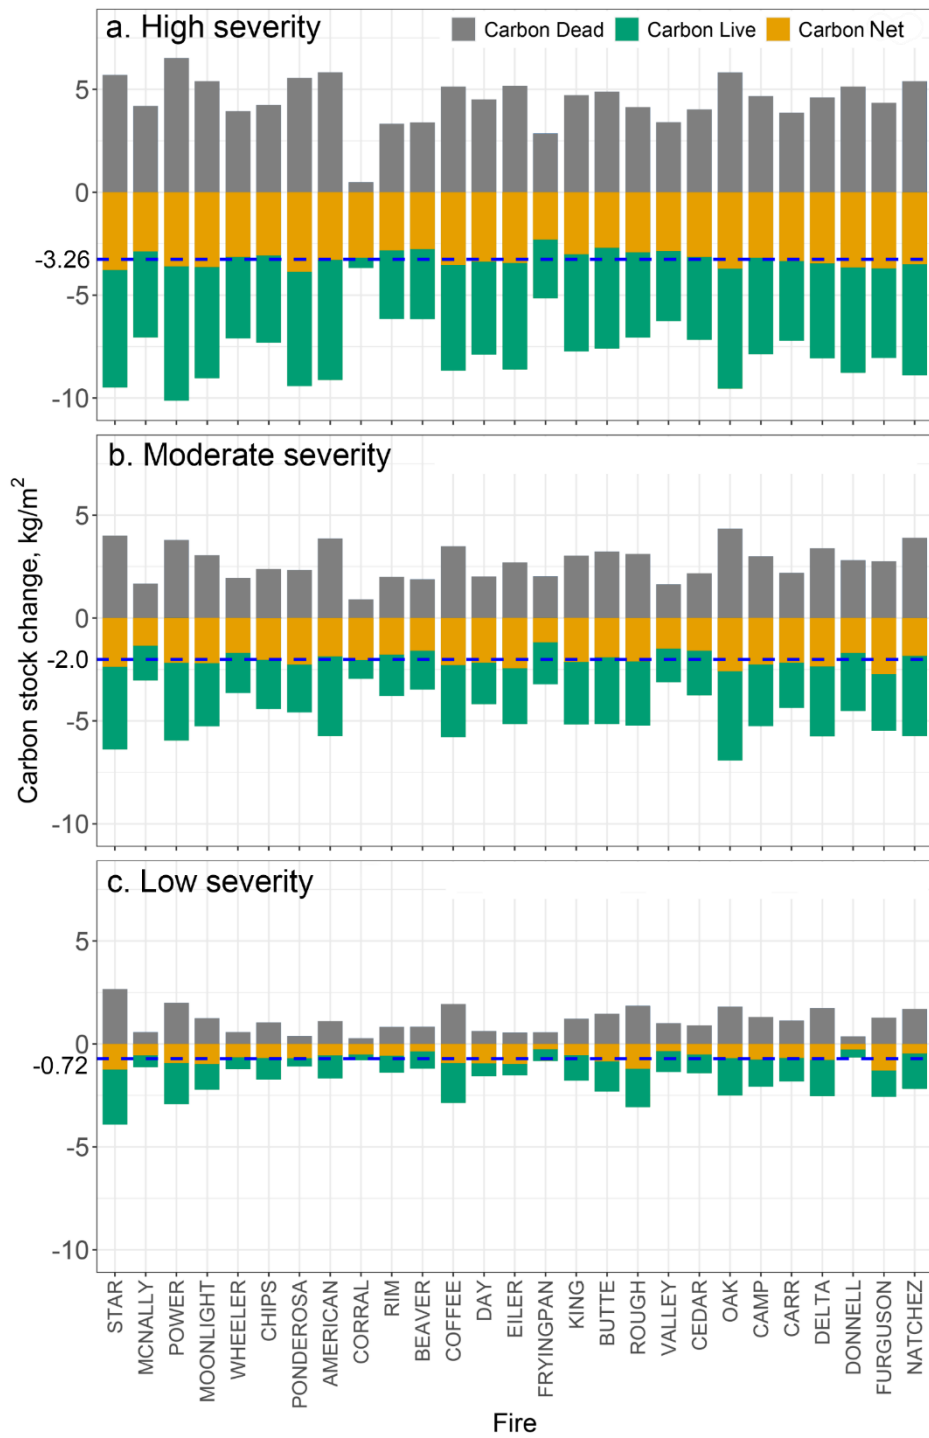 a. High severity
Carbon Dead Carbon Live Carbon Net
5
0
-3.26
-5
-10
b. Moderate severity
5
0
-2.0
-5
-10
c. Low severity
5
0
-0.72
-5
-10
Carbon stock change, kg/m²
STAR
MCNALLY
POWER
MOONLIGHT
WHEELER
CHIPS
PONDEROSA
AMERICAN
CORRAL
RIM
BEAVER
COFFEE
DAY
EILER
FRYINGPAN
KING
BUTTE
ROUGH
VALLEY
CEDAR
OAK
CAMP
CARR
DELTA
DONNELL
FURGUSON
NATCHEZ
Fire